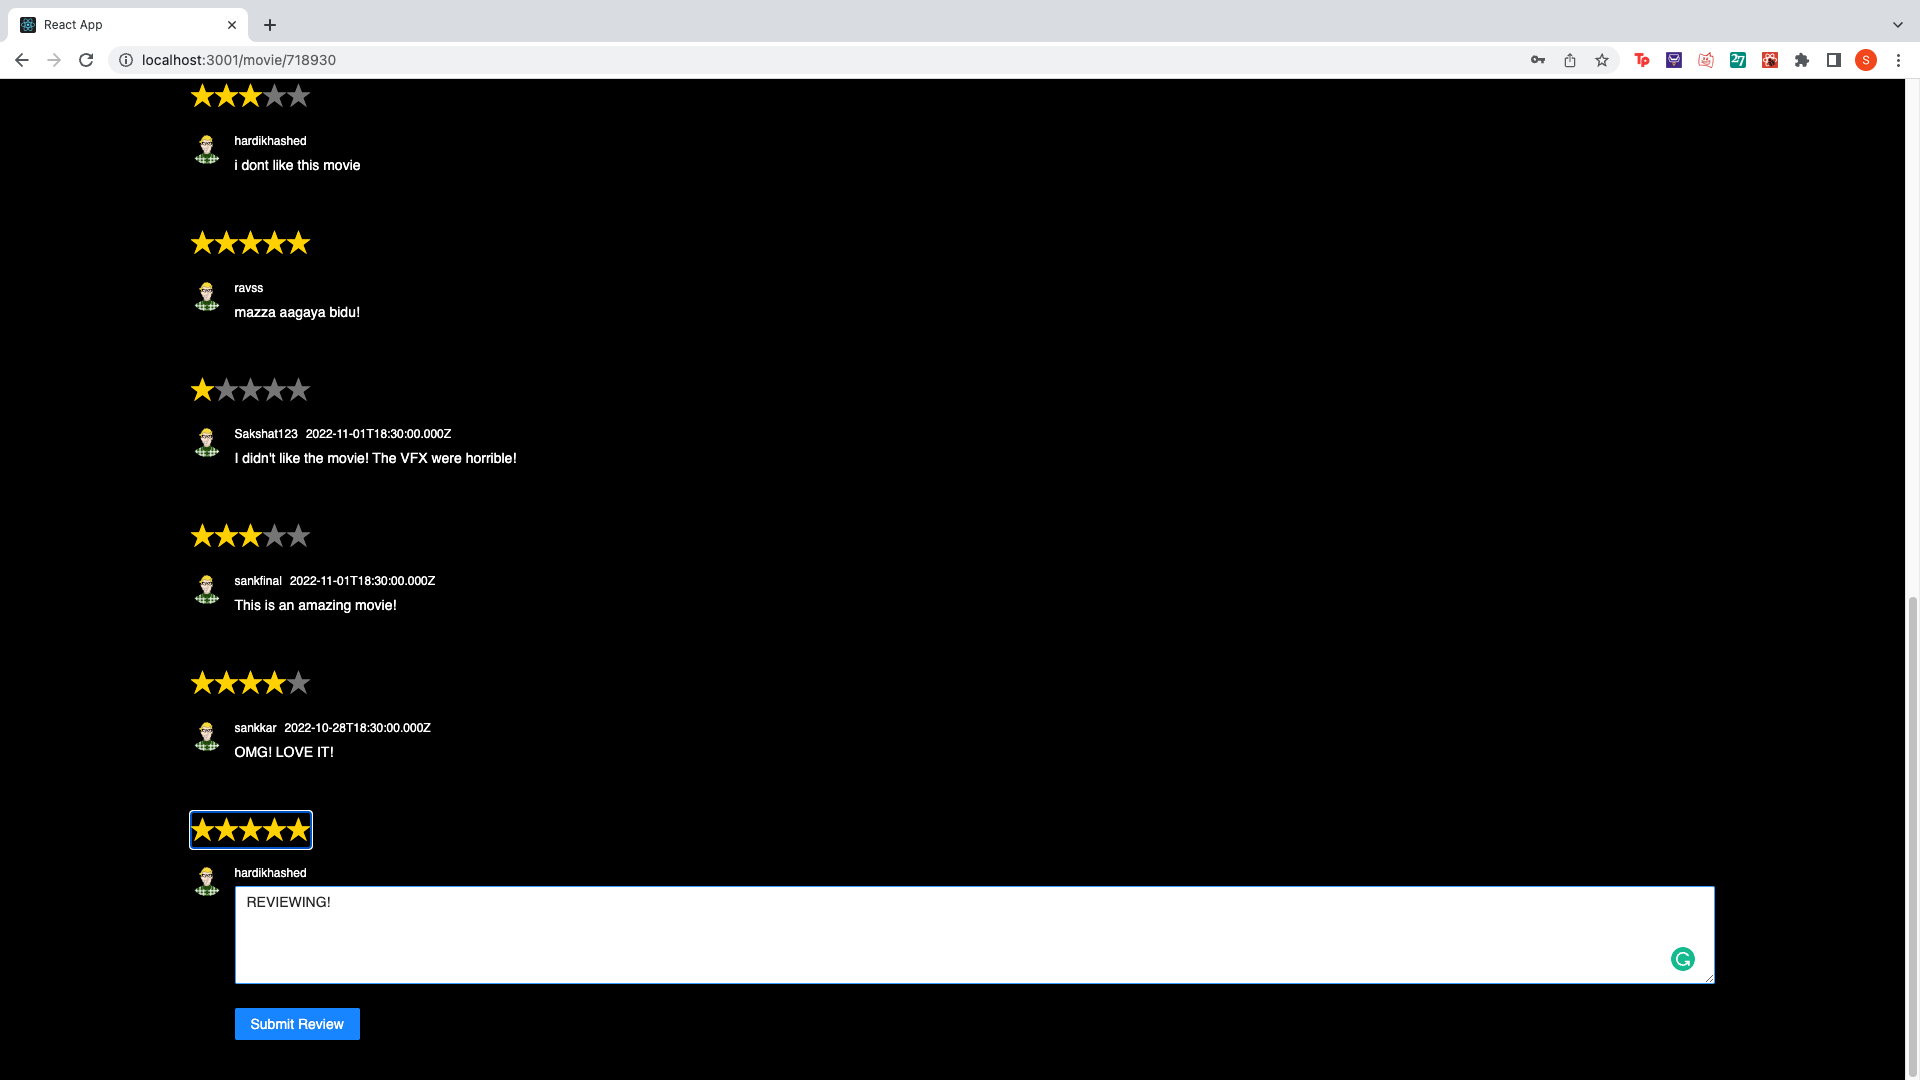 React App
localhost:3001/movie/718930
Tp
27
S
hardikhashed
i dont like this movie
ravss
mazza aagaya bidu!
Sakshat123 2022-11-01T18:30:00.000Z
I didn't like the movie! The VFX were horrible!
sankfinal 2022-11-01T18:30:00.000Z
This is an amazing movie!
sankkar 2022-10-28T18:30:00.000Z
OMG! LOVE IT!
hardikhashed
REVIEWING!
Submit Review